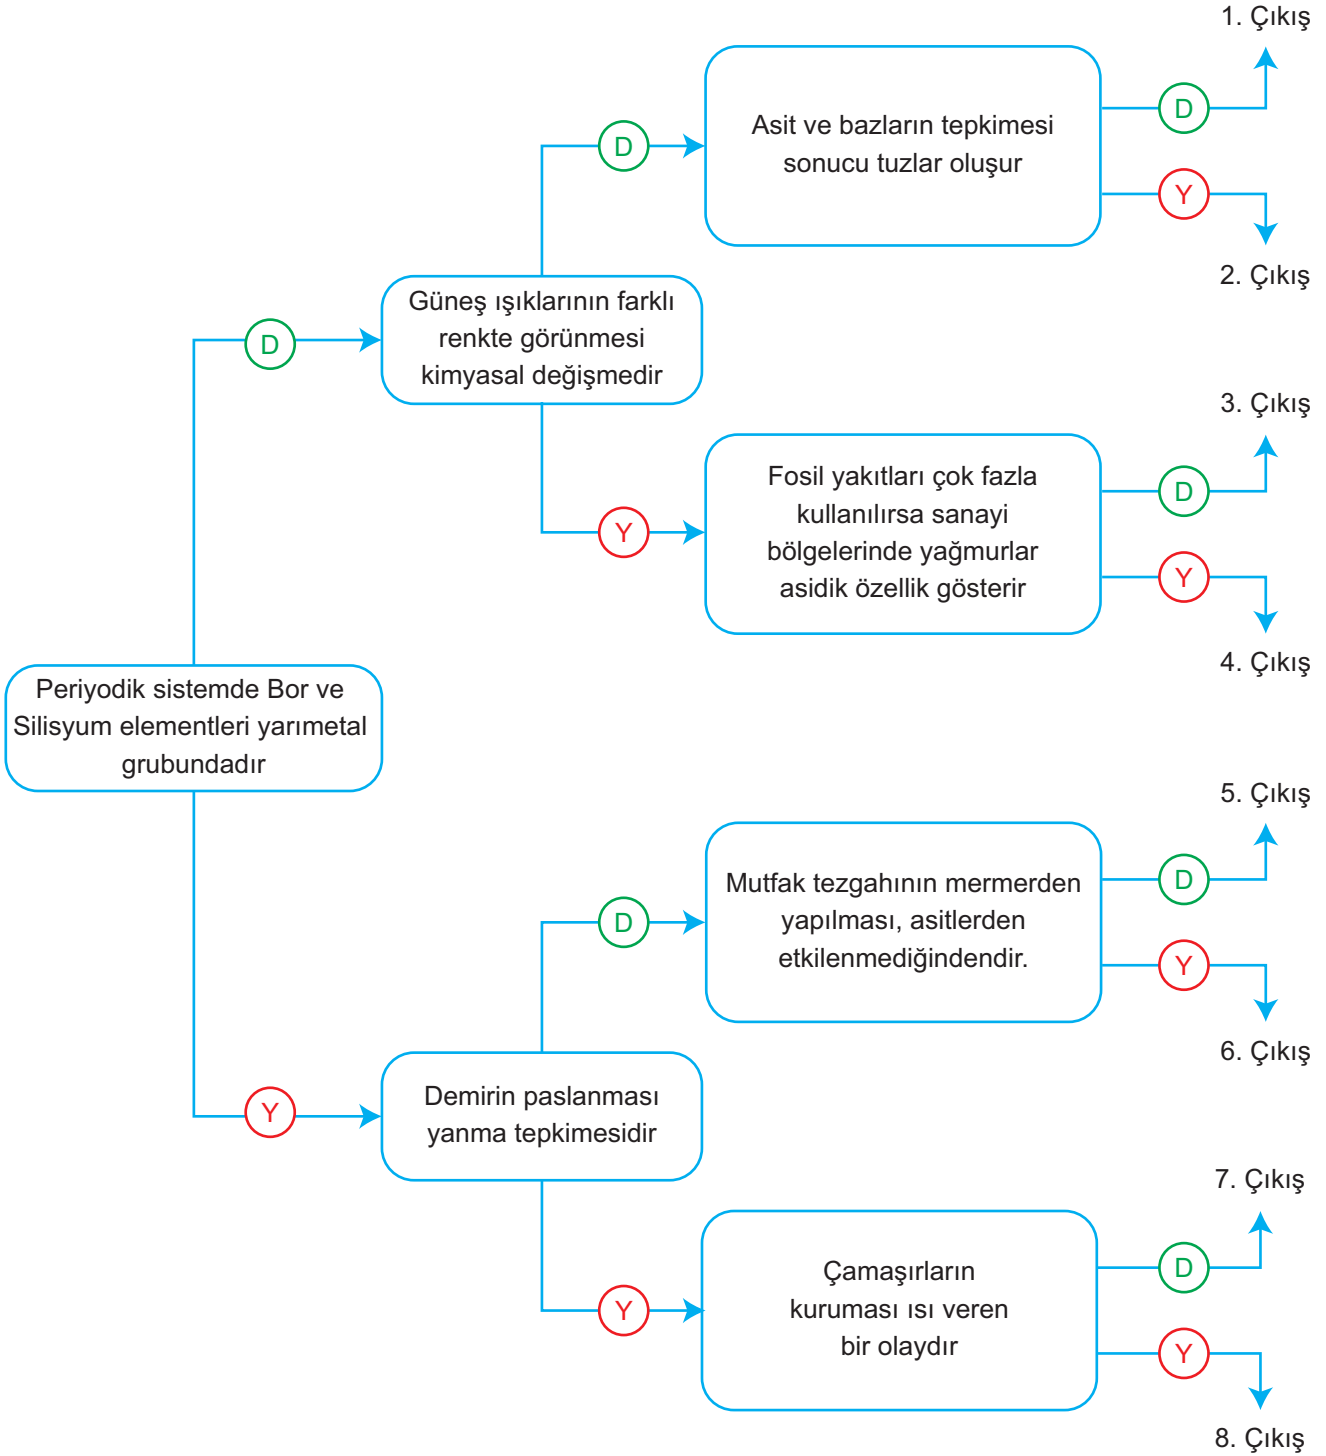 1. Çıkış
D
Asit ve bazların tepkimesi
sonucu tuzlar oluşur
D
Y
2. Çıkış
Güneş ışıklarının farklı
renkte görünmesi
kimyasal değişmedir
D
3. Çıkış
Fosil yakıtları çok fazla
kullanılırsa sanayi
bölgelerinde yağmurlar
asidik özellik gösterir
D
Y
Y
4. Çıkış
Periyodik sistemde Bor ve
Silisyum elementleri yarımetal
grubundadır
5. Çıkış
Mutfak tezgahının mermerden
yapılması, asitlerden
etkilenmediğindendir.
D
D
Y
6. Çıkış
Demirin paslanması
yanma tepkimesidir
Y
7. Çıkış
Çamaşırların
kuruması ısı veren
bir olaydır
D
Y
Y
8. Çıkış